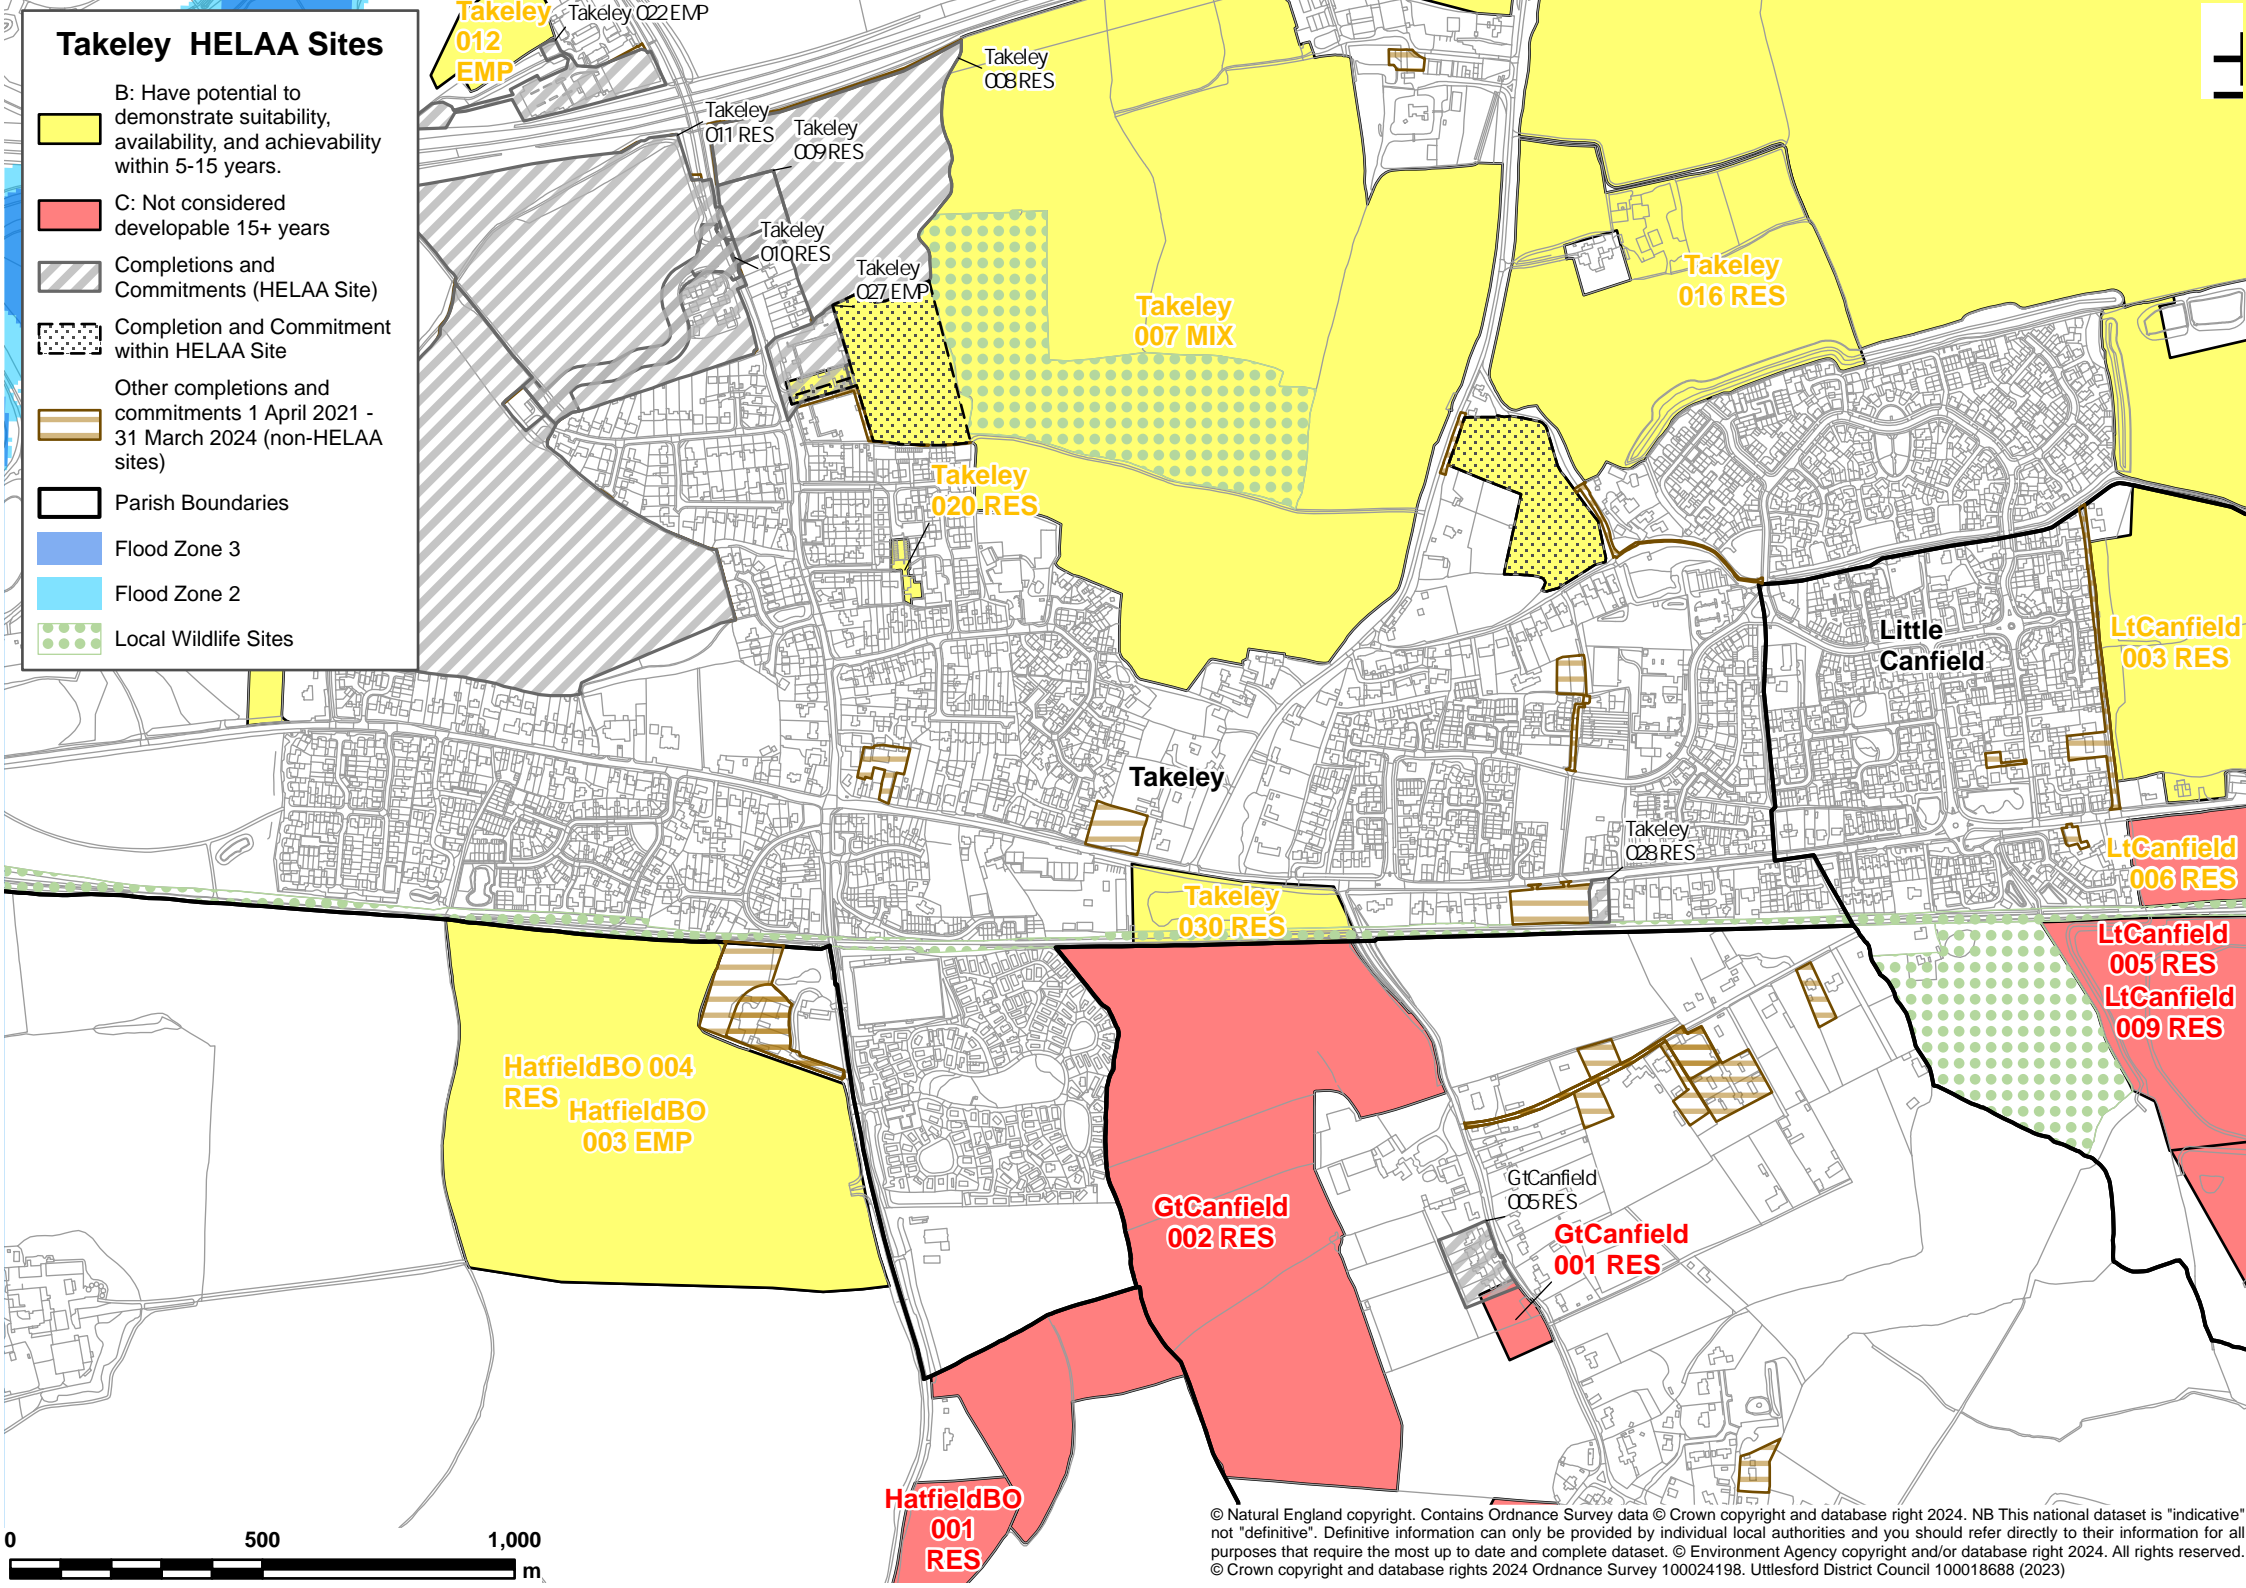 Takeley HELAA Sites
B: Have potential to
demonstrate suitability,
availability, and achievability
within 5-15 years.
C: Not considered
developable 15+ years
Completions and
Commitments (HELAA Site)
Completion and Commitment
within HELAA Site
Other completions and
commitments 1 April 2021 -
31 March 2024 (non-HELAA
sites)
Parish Boundaries
Flood Zone 3
Flood Zone 2
Local Wildlife Sites
Takeley
012
EMP
Takeley 022 EMP
Takeley
008 RES
Takeley
011 RES
Takeley
009 RES
Takeley
010 RES
Takeley
027 EMP
Takeley
007 MIX
Takeley
016 RES
Takeley
020 RES
Little
Canfield
LtCanfield
003 RES
Takeley
Takeley
028 RES
LtCanfield
006 RES
Takeley
030 RES
LtCanfield
005 RES
LtCanfield
009 RES
HatfieldBO 004
RES
HatfieldBO
003 EMP
GtCanfield
002 RES
GtCanfield
005 RES
GtCanfield
001 RES
HatfieldBO
001
RES
0 500 1,000
m
© Natural England copyright. Contains Ordnance Survey data © Crown copyright and database right 2024. NB This national dataset is "indicative"
not "definitive". Definitive information can only be provided by individual local authorities and you should refer directly to their information for all
purposes that require the most up to date and complete dataset. © Environment Agency copyright and/or database right 2024. All rights reserved.
© Crown copyright and database rights 2024 Ordnance Survey 100024198. Uttlesford District Council 100018688 (2023)